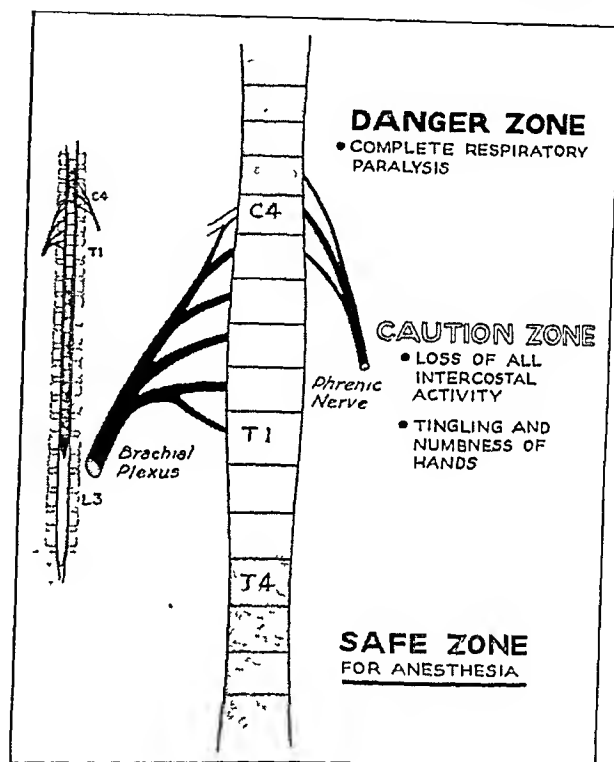 DANGER ZONE
• COMPLETE RESPIRATORY
PARALYSIS
C4
T1
L3
C4
Phrenic
Nerve
CAUTION ZONE
• LOSS OF ALL
INTERCOSTAL
ACTIVITY
• TINGLING AND
NUMBNESS OF
HANDS
T1
Brachial
Plexus
T4
SAFE ZONE
FOR ANESTHESIA